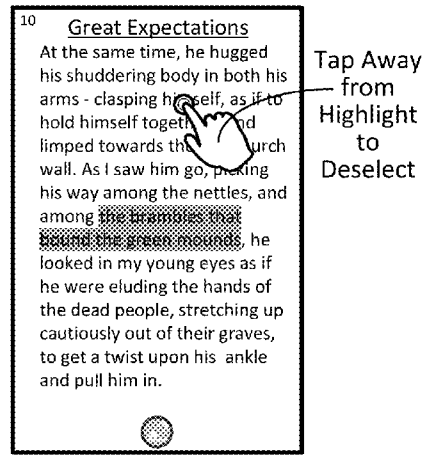 10
Great Expectations
At the same time, he hugged
his shuddering body in both his
arms - clasping himself, as if to
hold himself together - and
limped towards the low church
wall. As I saw him go, picking
his way among the nettles, and
among the brambles that
bound the green mounds, he
looked in my young eyes as if
he were eluding the hands of
the dead people, stretching up
cautiously out of their graves,
to get a twist upon his ankle
and pull him in.
Tap Away
from
Highlight
to
Deselect